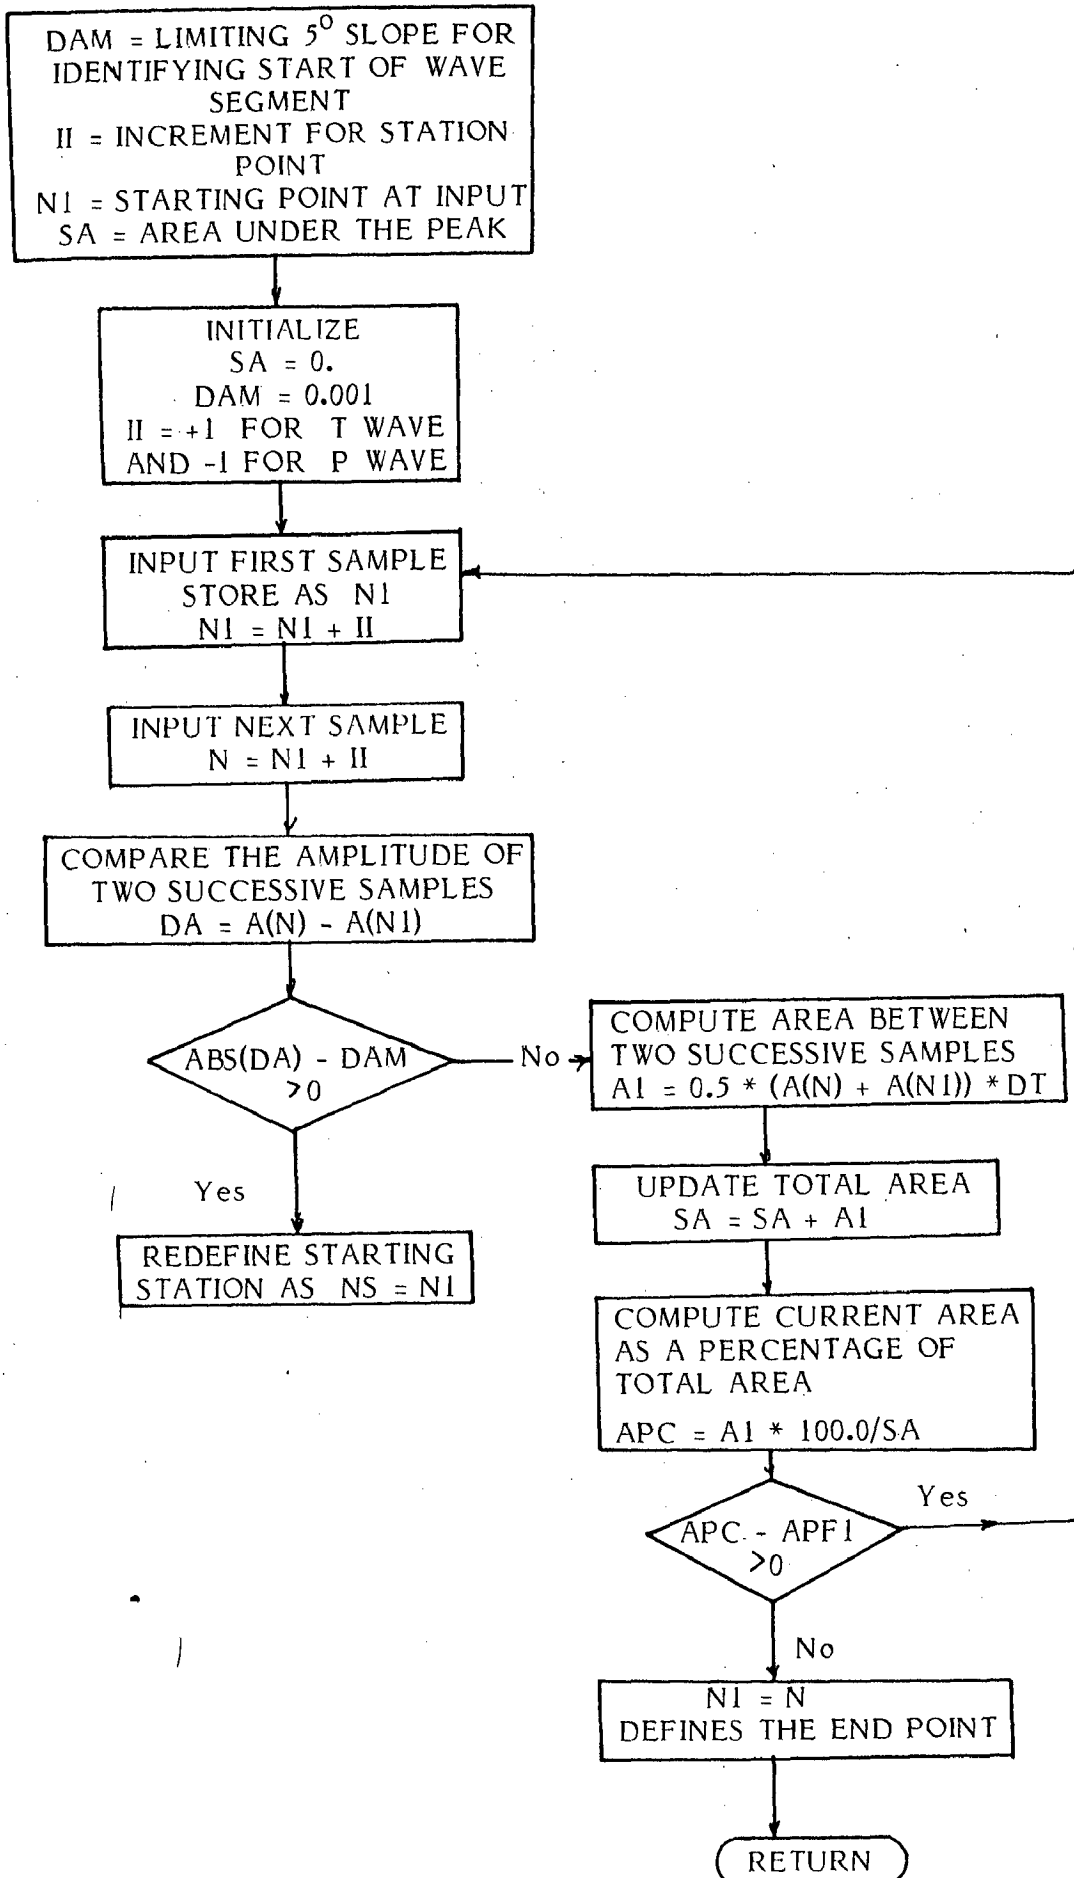 DAM = LIMITING 5° SLOPE FOR
IDENTIFYING START OF WAVE
SEGMENT
II = INCREMENT FOR STATION
POINT
N1 = STARTING POINT AT INPUT
SA = AREA UNDER THE PEAK
INITIALIZE
SA = 0.
DAM = 0.001
II = +1 FOR T WAVE
AND -1 FOR P WAVE
INPUT FIRST SAMPLE
STORE AS N1
N1 = N1 + II
INPUT NEXT SAMPLE
N = N1 + II
COMPARE THE AMPLITUDE OF
TWO SUCCESSIVE SAMPLES
DA = A(N) - A(N1)
ABS(DA) - DAM
>0
No
Yes
REDEFINE STARTING
STATION AS NS = N1
COMPUTE AREA BETWEEN
TWO SUCCESSIVE SAMPLES
A1 = 0.5 * (A(N) + A(N1)) * DT
UPDATE TOTAL AREA
SA = SA + A1
COMPUTE CURRENT AREA
AS A PERCENTAGE OF
TOTAL AREA
APC = A1 * 100.0/SA
APC - APF1
>0
Yes
No
N1 = N
DEFINES THE END POINT
RETURN